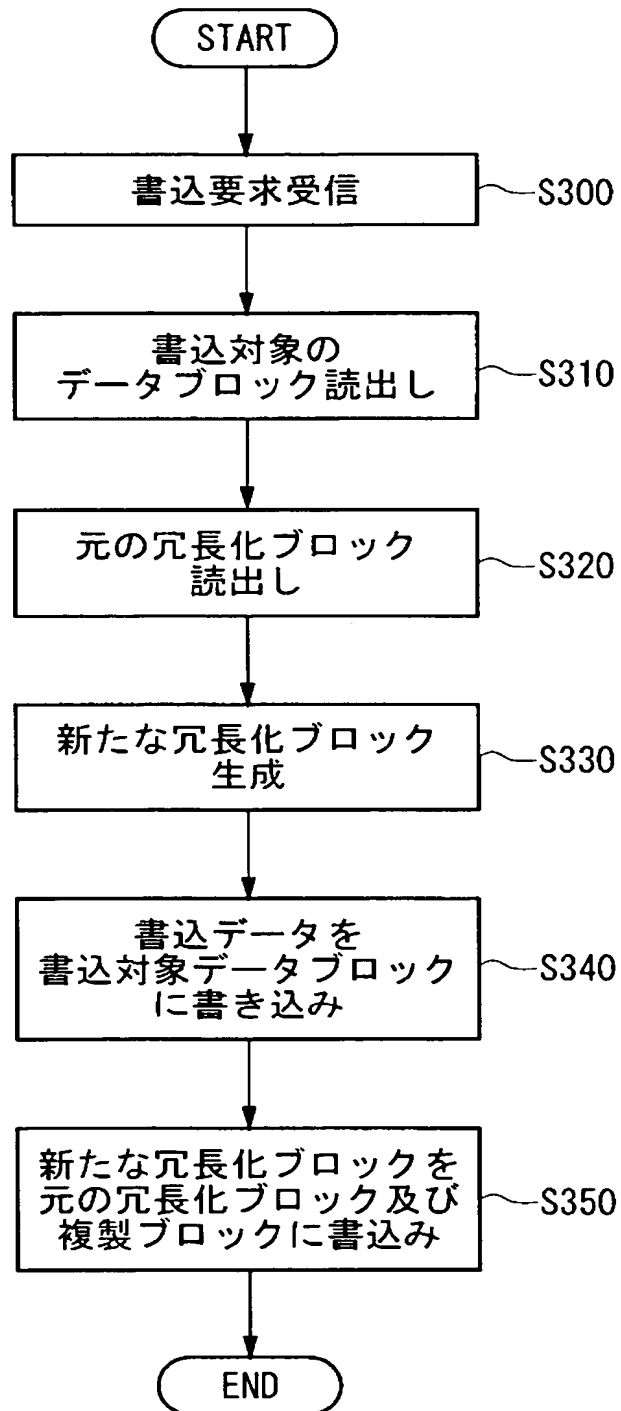 START
書込要求受信
S300
書込対象の
データブロック読出し
S310
元の冗長化ブロック
読出し
S320
新たな冗長化ブロック
生成
S330
書込データを
書込対象データブロック
に書き込み
S340
新たな冗長化ブロックを
元の冗長化ブロック及び
複製ブロックに書込み
S350
END